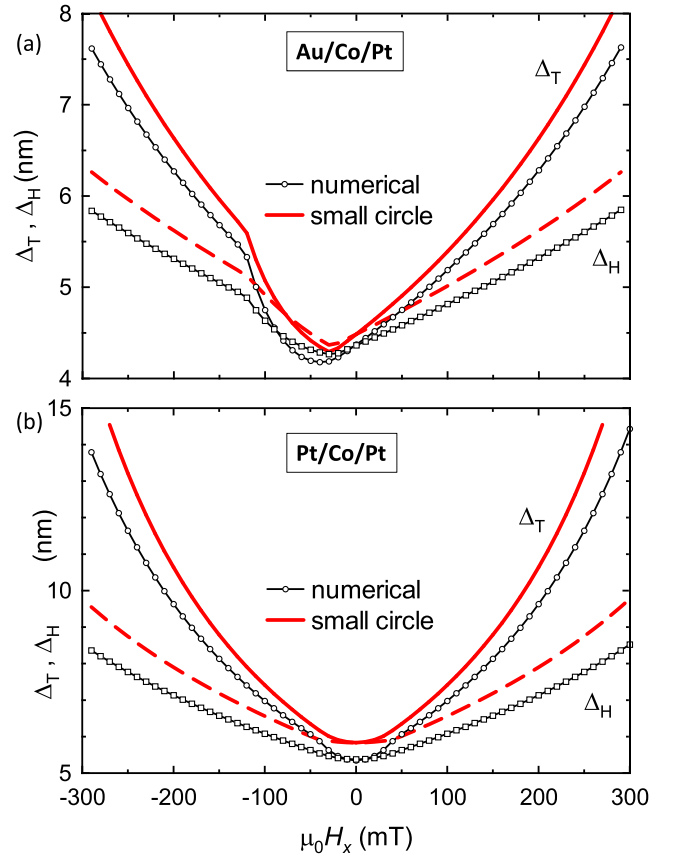 (a)
Au/Co/Pt
Δ_T
numerical
small circle
Δ_H
Δ_T , Δ_H (nm)
8
7
6
5
4
(b)
Pt/Co/Pt
Δ_T
numerical
small circle
Δ_H
Δ_T , Δ_H (nm)
15
10
5
-300 -200 -100 0 100 200 300
μ₀H_x (mT)